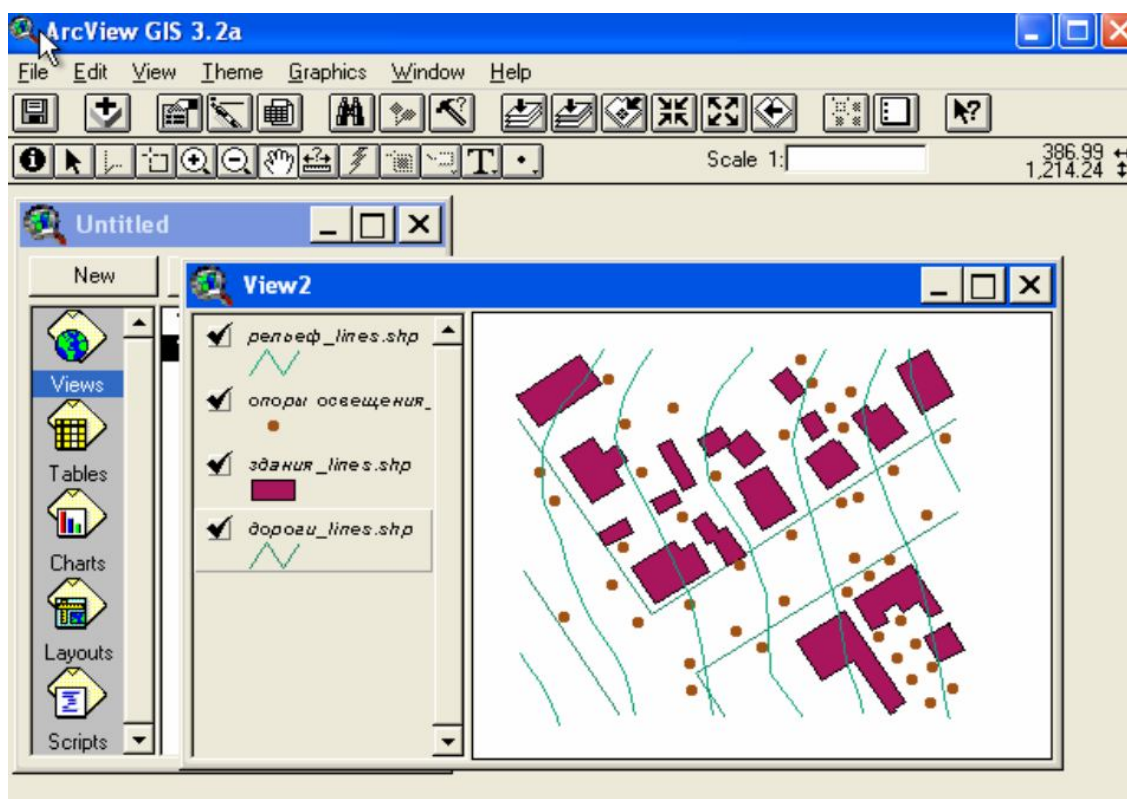 ArcView GIS 3.2a
File Edit View Theme Graphics Window Help
Scale 1:
386.99
1,214.24
Untitled
New
Views
Tables
Charts
Layouts
Scripts
View2
рельеф_lines.shp
опоры освещения_
здания_lines.shp
дороги_lines.shp